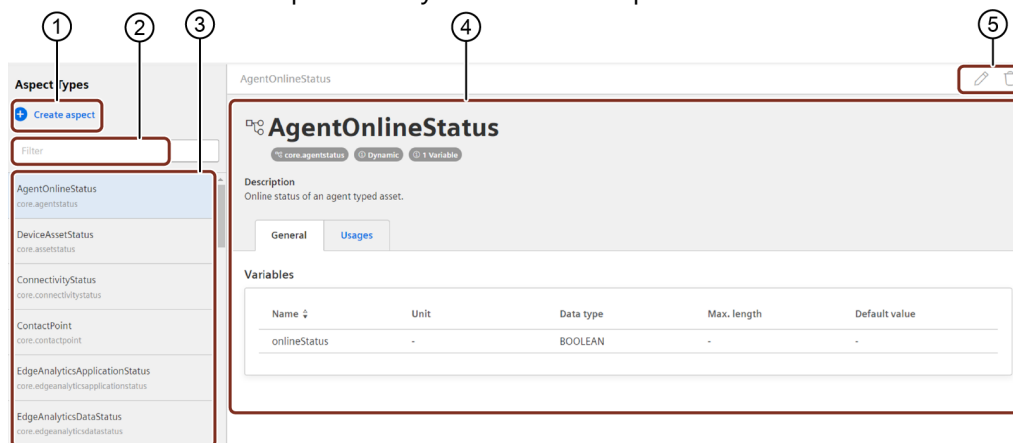 1
2
3
4
5
Aspect Types
Create aspect
Filter
AgentOnlineStatus
core.agentstatus
DeviceAssetStatus
core.assetstatus
ConnectivityStatus
core.connectivitystatus
ContactPoint
core.contactpoint
EdgeAnalyticsApplicationStatus
core.edgeanalyticsapplicationstatus
EdgeAnalyticsDataStatus
core.edgeanalyticsdatastatus
AgentOnlineStatus
AgentOnlineStatus
core.agentstatus Dynamic 1 Variable
Description
Online status of an agent typed asset.
General Usages
Variables
Name Unit Data type Max. length Default value
onlineStatus - BOOLEAN - -